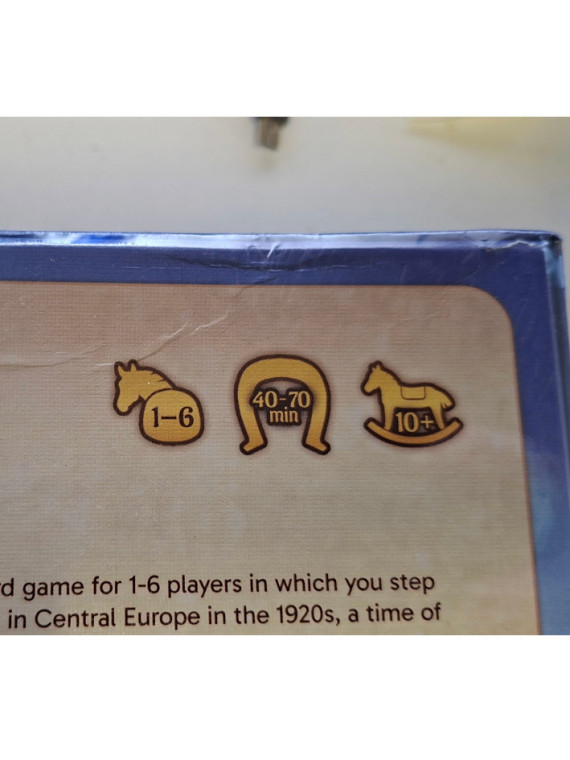 1–6
40-70
min
10+
rd game for 1-6 players in which you step
in Central Europe in the 1920s, a time of